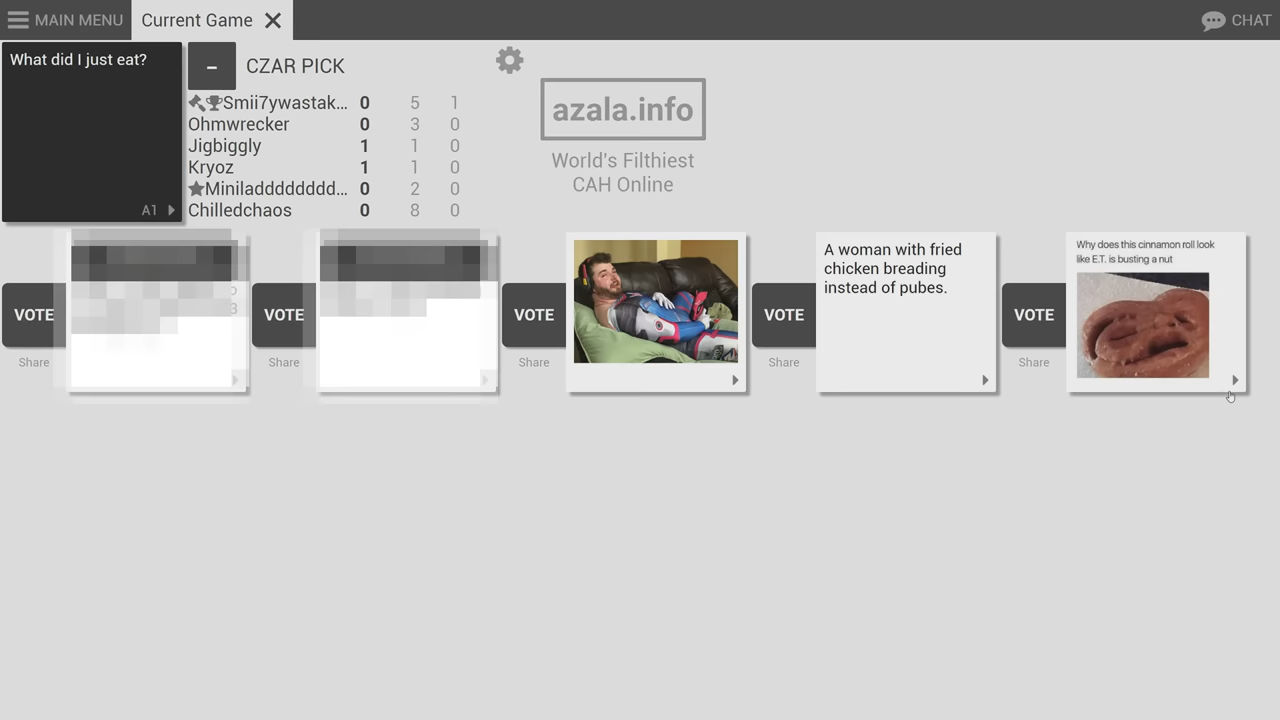 MAIN MENU
Current Game
CHAT
What did I just eat?
A1
-
CZAR PICK
Smii7ywastak... 0 5 1
Ohmwrecker 0 3 0
Jigbiggly 1 1 0
Kryoz 1 1 0
Miniladdddddddd... 0 2 0
Chilledchaos 0 8 0
azala.info
World's Filthiest
CAH Online
VOTE
Share
VOTE
Share
VOTE
Share
VOTE
Share
A woman with fried
chicken breading
instead of pubes.
VOTE
Share
Why does this cinnamon roll look
like E.T. is busting a nut